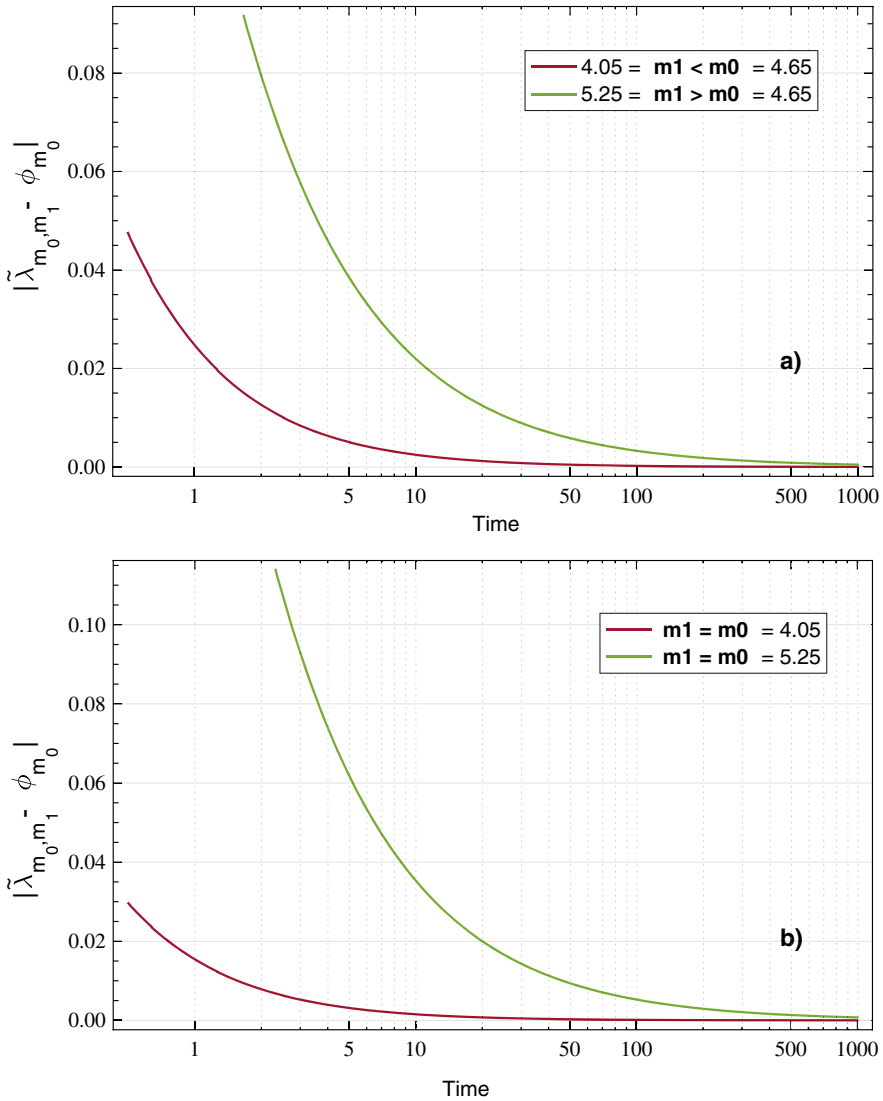 4.05 = m1 < m0 = 4.65
5.25 = m1 > m0 = 4.65
0.08
0.06
0.04
0.02
0.00
|λ̃m₀,m₁ - ϕm₀|
a)
1 5 10 50 100 500 1000
Time
m1 = m0 = 4.05
m1 = m0 = 5.25
0.10
0.08
0.06
0.04
0.02
0.00
|λ̃m₀,m₁ - ϕm₀|
b)
1 5 10 50 100 500 1000
Time